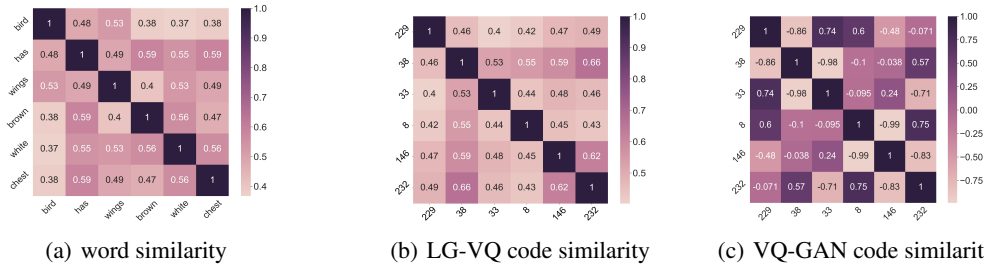 bird 1 0.48 0.53 0.38 0.37 0.38
has 0.48 1 0.49 0.59 0.55 0.59
wings 0.53 0.49 1 0.4 0.53 0.49
brown 0.38 0.59 0.4 1 0.56 0.47
white 0.37 0.55 0.53 0.56 1 0.56
chest 0.38 0.59 0.49 0.47 0.56 1
bird has wings brown white chest
1.0
0.9
0.8
0.7
0.6
0.5
0.4
(a) word similarity
229 1 0.46 0.4 0.42 0.47 0.49
38 0.46 1 0.53 0.55 0.59 0.66
33 0.4 0.53 1 0.44 0.48 0.46
8 0.42 0.55 0.44 1 0.45 0.43
146 0.47 0.59 0.48 0.45 1 0.62
232 0.49 0.66 0.46 0.43 0.62 1
229 38 33 8 146 232
1.0
0.9
0.8
0.7
0.6
0.5
(b) LG-VQ code similarity
229 1 -0.86 0.74 0.6 -0.48 -0.071
38 -0.86 1 -0.98 -0.1 -0.038 0.57
33 0.74 -0.98 1 -0.095 0.24 -0.71
8 0.6 -0.1 -0.095 1 -0.99 0.75
146 -0.48 -0.038 0.24 -0.99 1 -0.83
232 -0.071 0.57 -0.71 0.75 -0.83 1
229 38 33 8 146 232
1.00
0.75
0.50
0.25
0.00
−0.25
−0.50
−0.75
(c) VQ-GAN code similarit